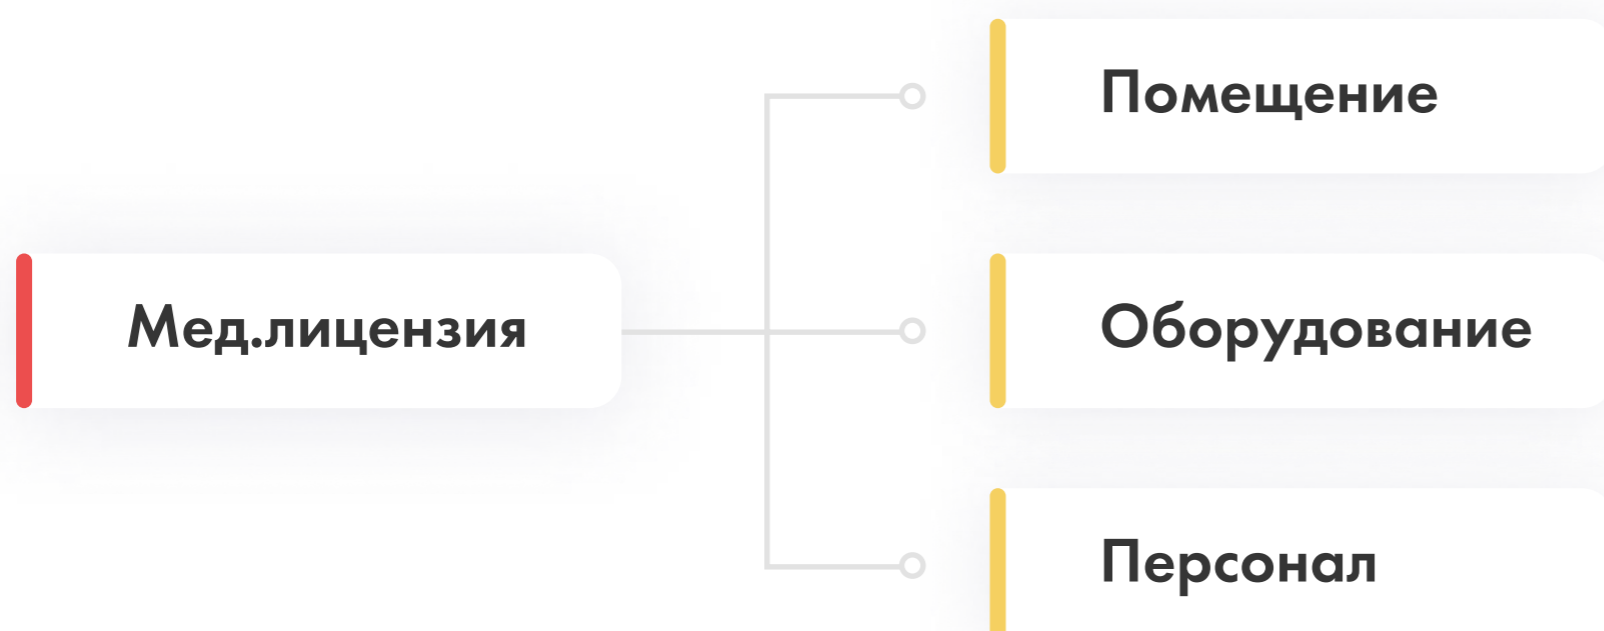 Помещение
Мед.лицензия
Оборудование
Персонал